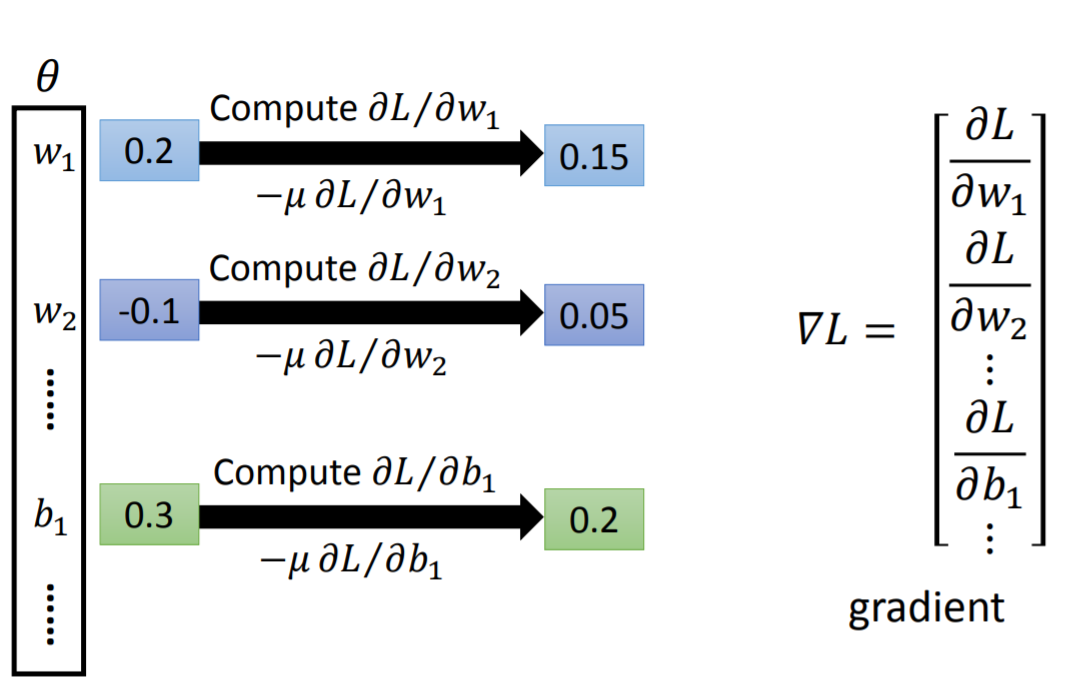 θ
Compute ∂L/∂w₁
w₁ 0.2 0.15
−μ ∂L/∂w₁
Compute ∂L/∂w₂
w₂ -0.1 0.05
−μ ∂L/∂w₂
⋮
Compute ∂L/∂b₁
b₁ 0.3 0.2
−μ ∂L/∂b₁
⋮
∇L =
∂L
∂w₁
∂L
∂w₂
⋮
∂L
∂b₁
⋮
gradient